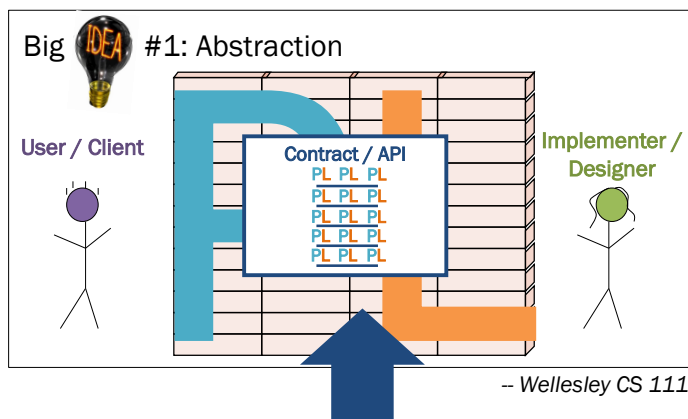 Big IDEA #1: Abstraction
User / Client
Implementer /
Designer
PL
Contract / API
PL PL PL
PL PL PL
PL PL PL
PL PL PL
PL PL PL
-- Wellesley CS 111